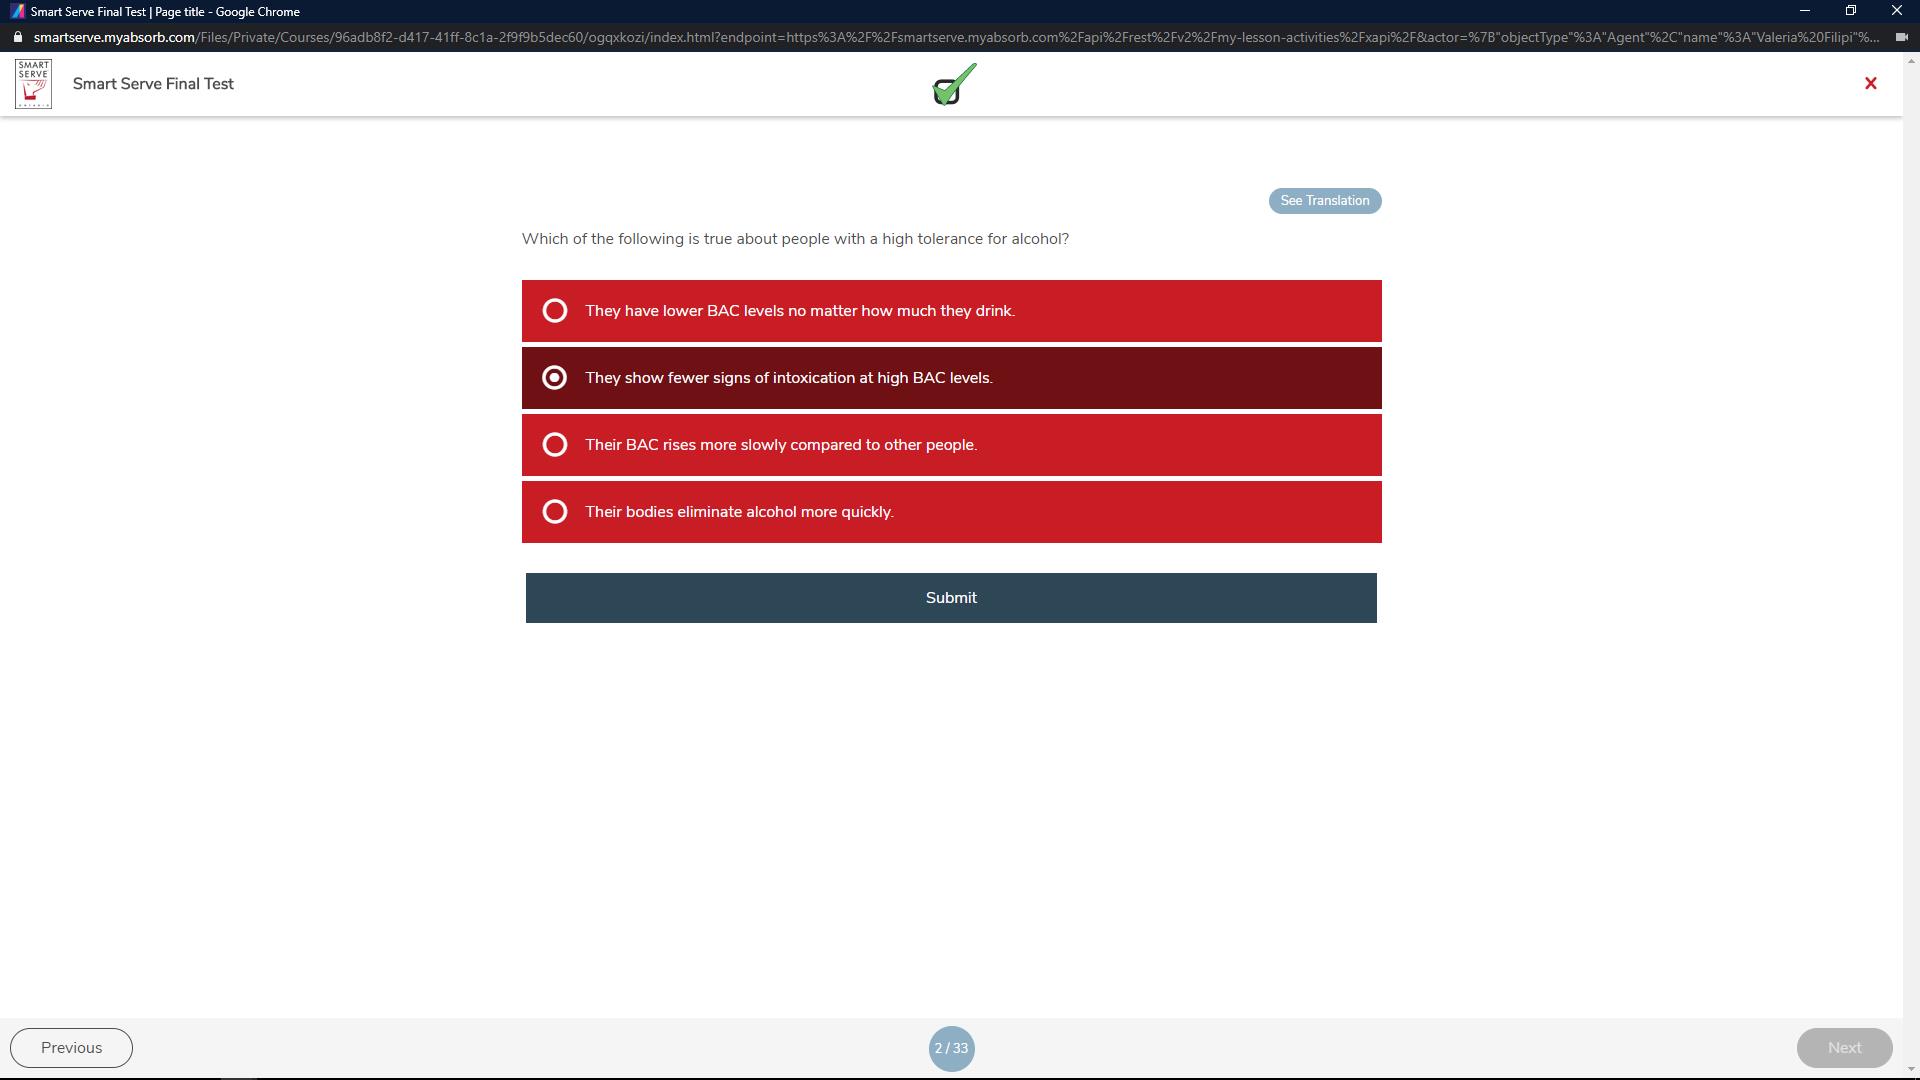 Smart Serve Final Test | Page title - Google Chrome
smartserve.myabsorb.com/Files/Private/Courses/96adb8f2-d417-41ff-8c1a-2f9f9b5dec60/ogqxkozi/index.html?endpoint=https%3A%2F%2Fsmartserve.myabsorb.com%2Fapi%2Frest%2Fv2%2Fmy-lesson-activities%2Fxapi%2F&actor=%7B"objectType"%3A"Agent"%2C"name"%3A"Valeria%20Filipi"%...
SMART
SERVE
ONTARIO
Smart Serve Final Test
See Translation
Which of the following is true about people with a high tolerance for alcohol?
They have lower BAC levels no matter how much they drink.
They show fewer signs of intoxication at high BAC levels.
Their BAC rises more slowly compared to other people.
Their bodies eliminate alcohol more quickly.
Submit
Previous
2 / 33
Next